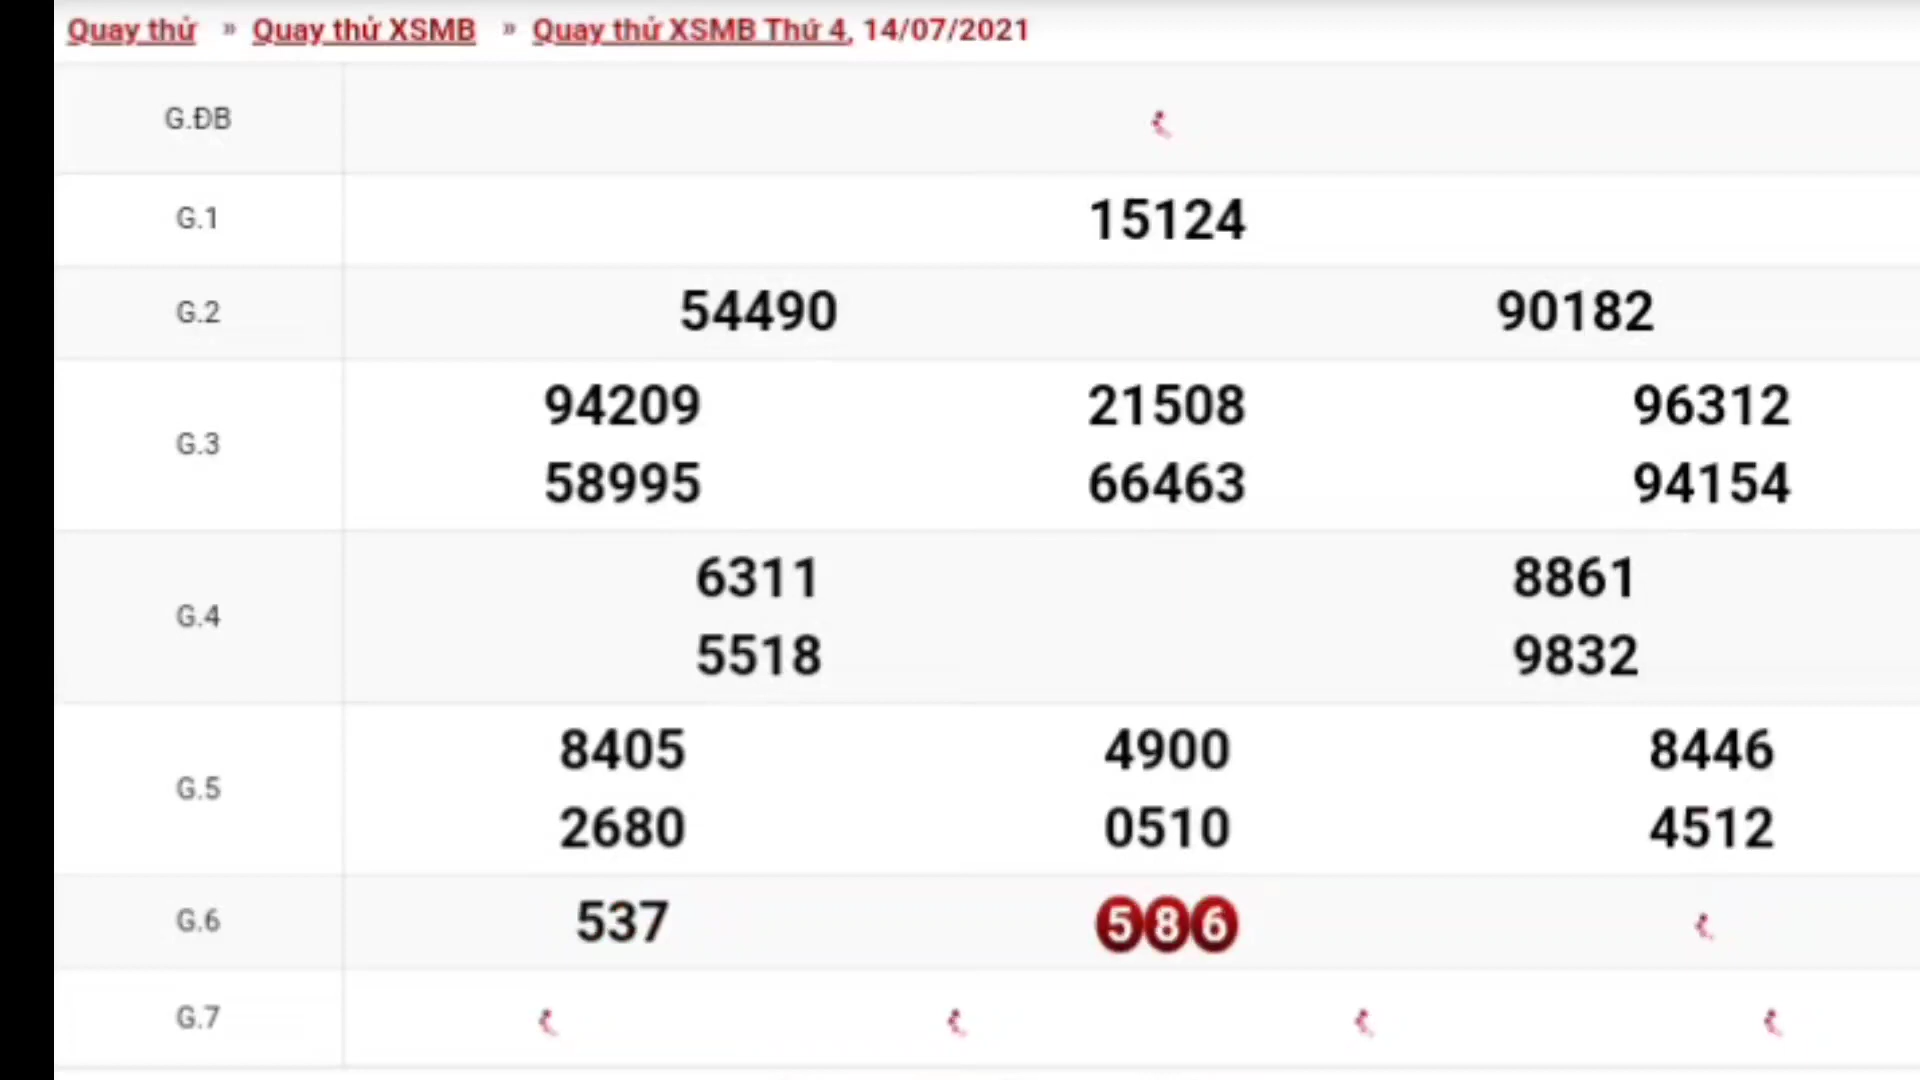 Quay thử » Quay thử XSMB » Quay thử XSMB Thứ 4, 14/07/2021
G.ĐB
G.1 15124
G.2 54490 90182
G.3 94209 21508 96312
58995 66463 94154
G.4 6311 8861
5518 9832
G.5 8405 4900 8446
2680 0510 4512
G.6 537 586
G.7